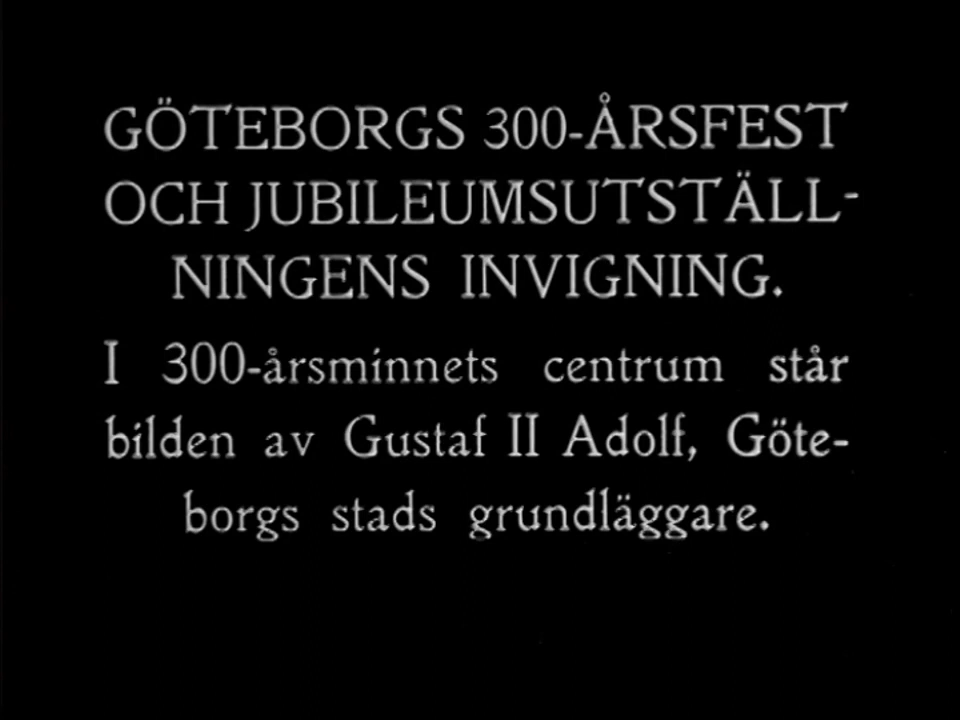 GÖTEBORGS 300-ÅRSFEST
OCH JUBILEUMSUTSTÄLL-
NINGENS INVIGNING.
I 300-årsminnets centrum står
bilden av Gustaf II Adolf, Göte-
borgs stads grundläggare.